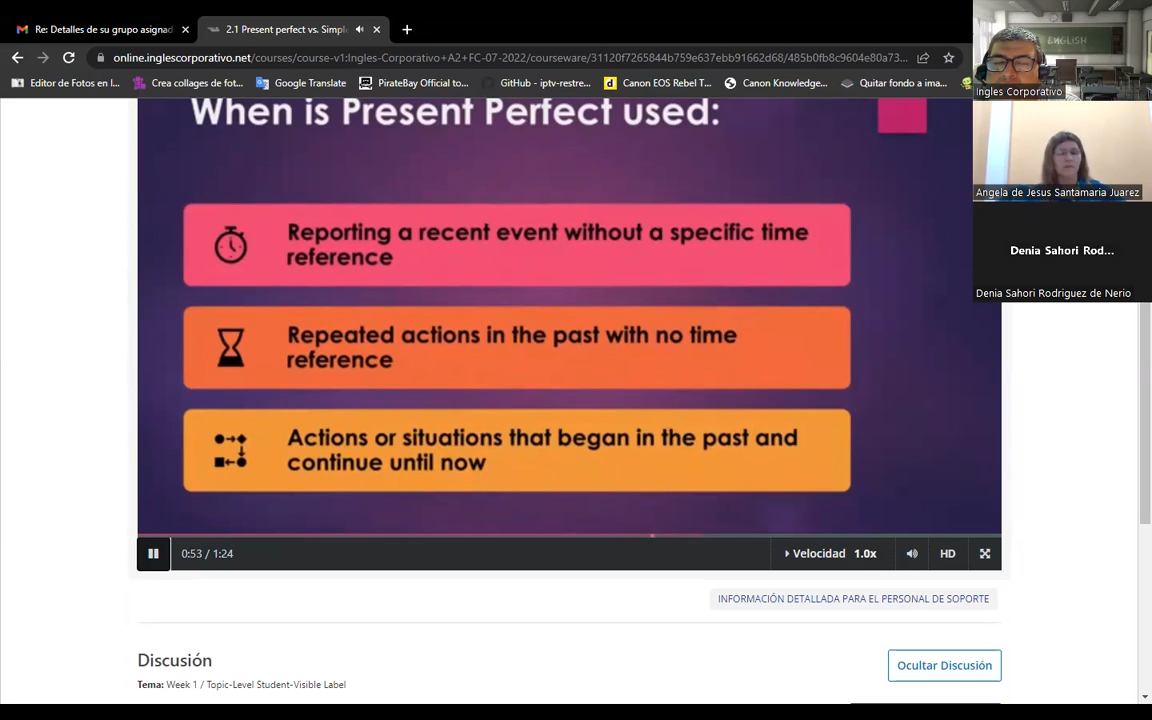 Re: Detalles de su grupo asignad
2.1 Present perfect vs. Simpl
online.inglescorporativo.net/courses/course-v1:Ingles-Corporativo+A2+FC-07-2022/courseware/31120f7265844b759e637ebb91662d68/485b0fb8c9604e80a73...
Editor de Fotos en l...
Crea collages de fot...
Google Translate
PirateBay Official to...
GitHub - iptv-restre...
Canon EOS Rebel T...
Canon Knowledge...
Quitar fondo a ima...
ENGLISH
Ingles Corporativo
Angela de Jesus Santamaria Juarez
Denia Sahori Rod...
Denia Sahori Rodriguez de Nerio
When is Present Perfect used:
Reporting a recent event without a specific time
reference
Repeated actions in the past with no time
reference
Actions or situations that began in the past and
continue until now
0:53 / 1:24
Velocidad 1.0x
HD
INFORMACIÓN DETALLADA PARA EL PERSONAL DE SOPORTE
Discusión
Ocultar Discusión
Tema: Week 1 / Topic-Level Student-Visible Label